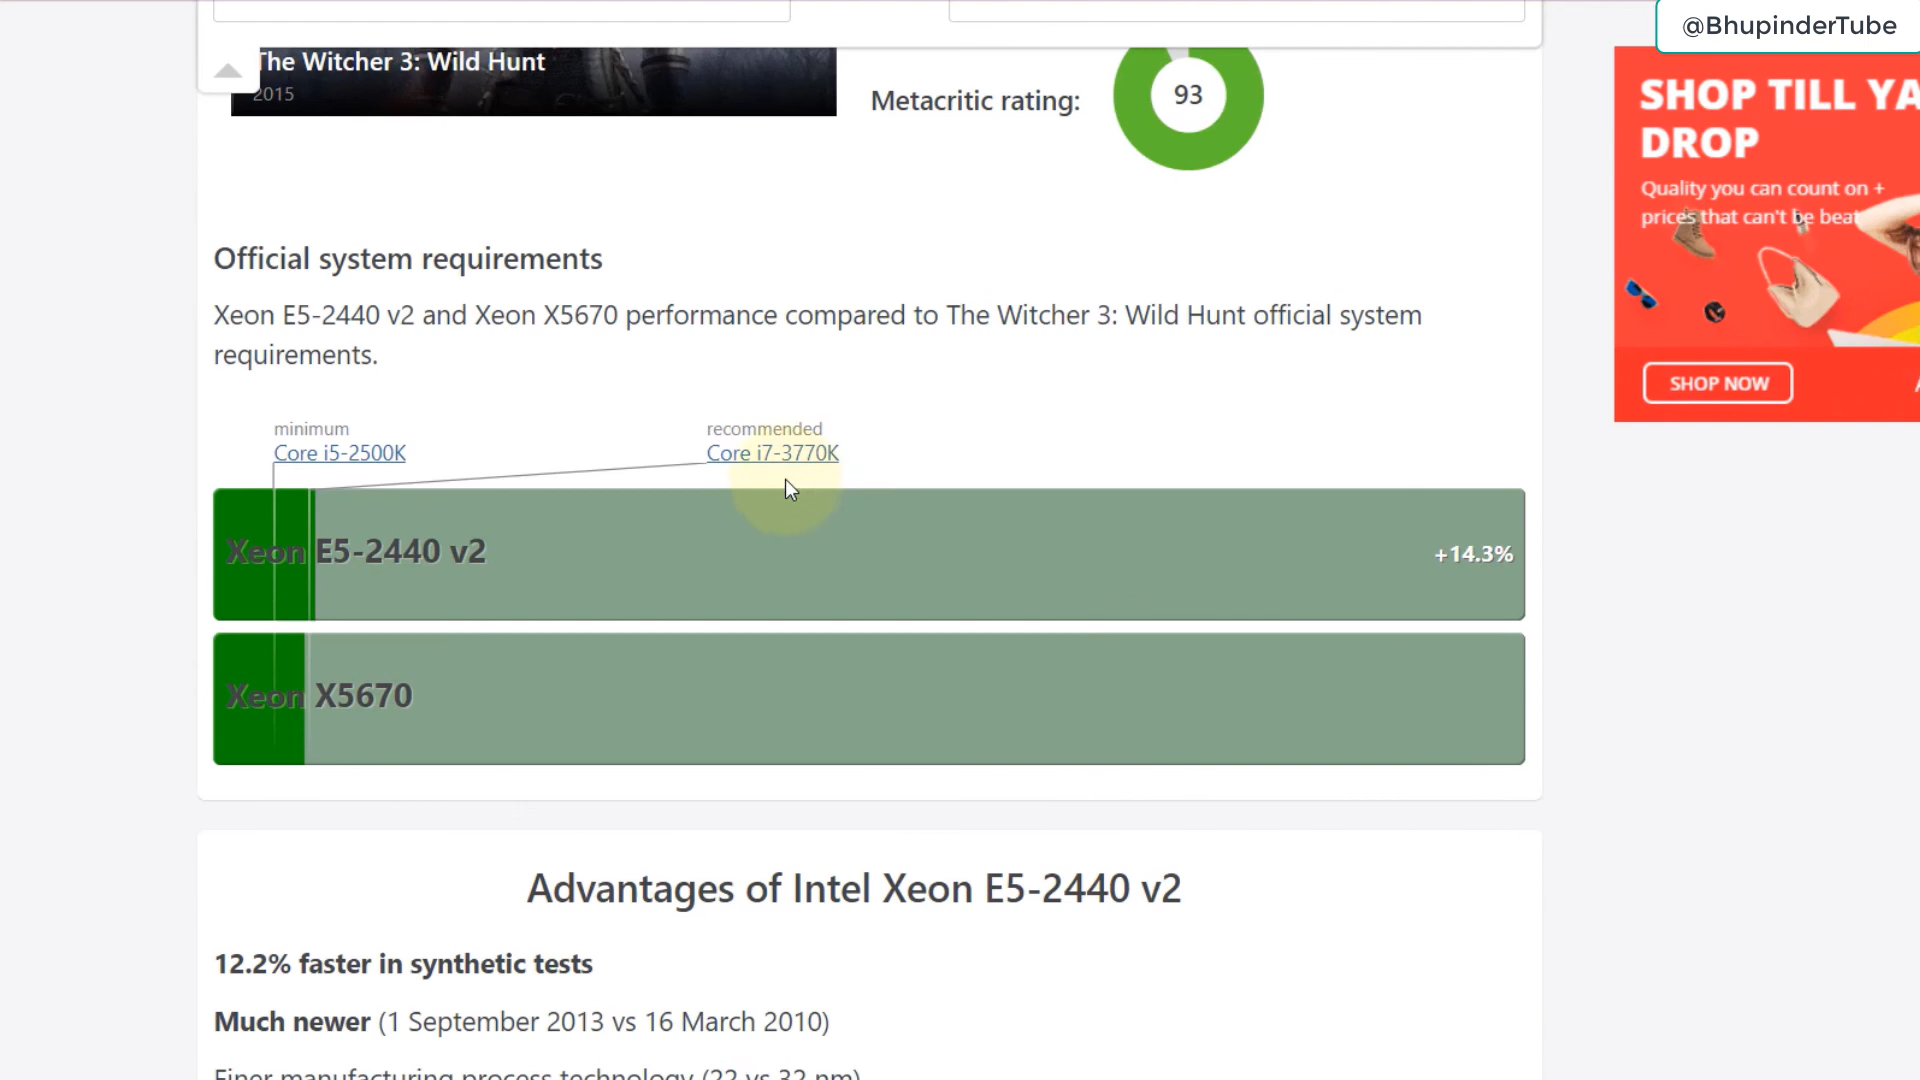 @BhupinderTube
The Witcher 3: Wild Hunt
2015
Metacritic rating:
93
SHOP TILL YA
DROP
Quality you can count on +
prices that can't be beat
SHOP NOW
Official system requirements
Xeon E5-2440 v2 and Xeon X5670 performance compared to The Witcher 3: Wild Hunt official system
requirements.
minimum
Core i5-2500K
recommended
Core i7-3770K
Xeon E5-2440 v2
+14.3%
Xeon X5670
Advantages of Intel Xeon E5-2440 v2
12.2% faster in synthetic tests
Much newer (1 September 2013 vs 16 March 2010)
Finer manufacturing process technology (22 vs 32 nm)